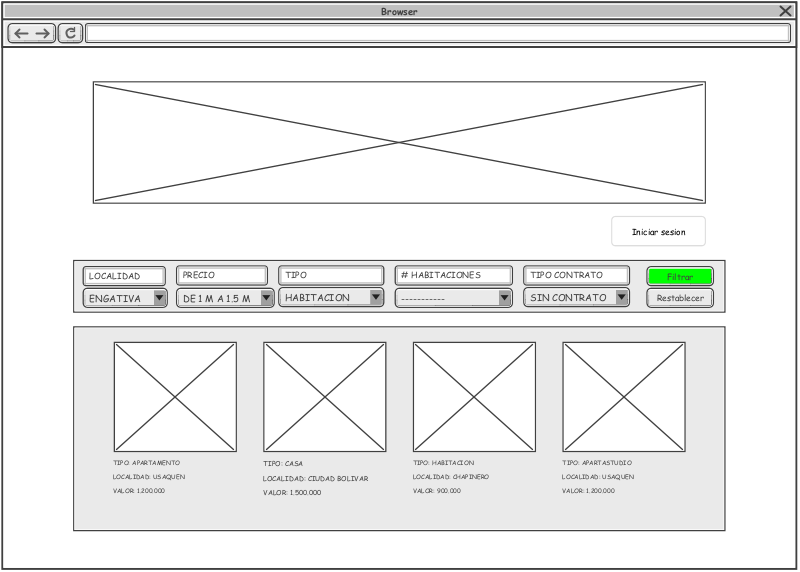 Browser
Iniciar sesion
LOCALIDAD PRECIO TIPO # HABITACIONES TIPO CONTRATO Filtrar
ENGATIVA DE 1 M A 1.5 M HABITACION ----------- SIN CONTRATO Restablecer
TIPO: APARTAMENTO
LOCALIDAD: USAQUEN
VALOR: 1.200.000
TIPO: CASA
LOCALIDAD: CIUDAD BOLIVAR
VALOR: 1.500.000
TIPO: HABITACION
LOCALIDAD: CHAPINERO
VALOR: 900.000
TIPO: APARTASTUDIO
LOCALIDAD: USAQUEN
VALOR: 1.200.000